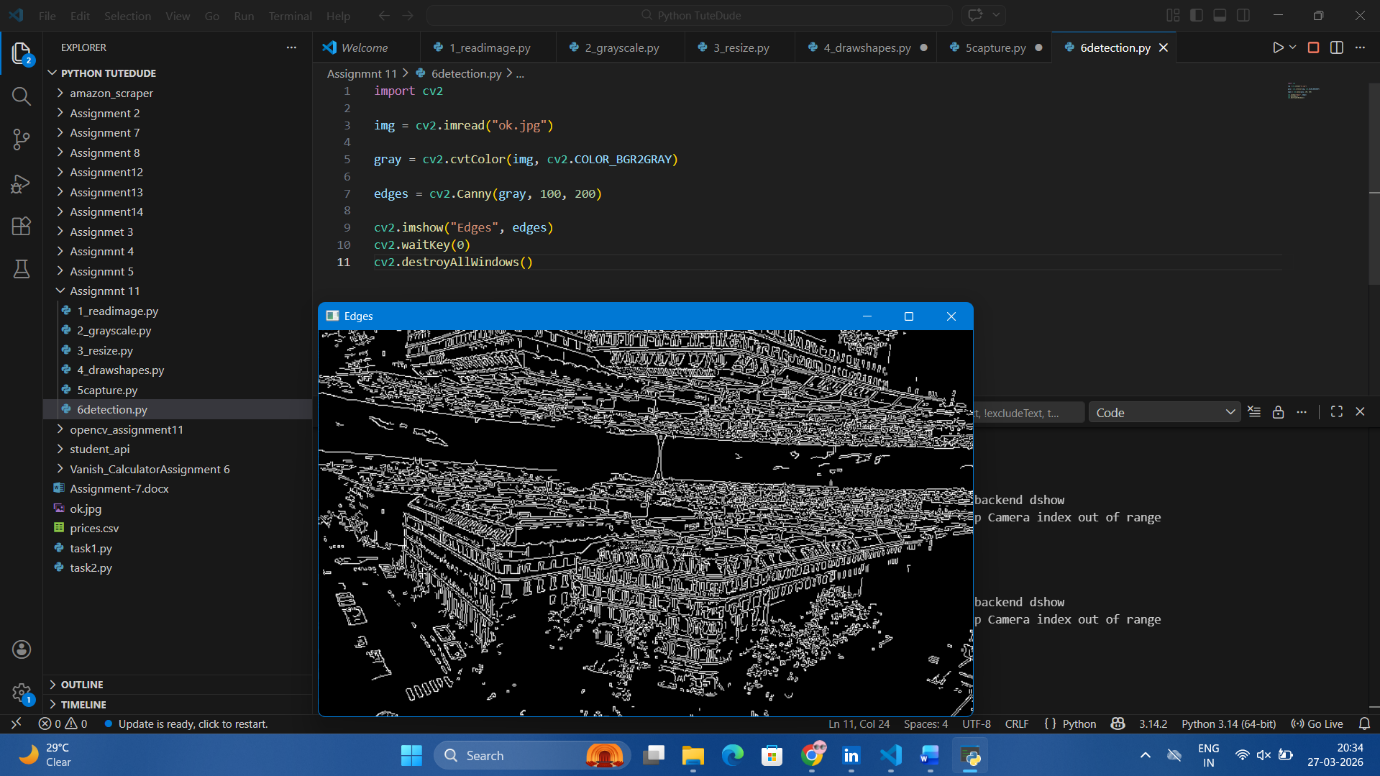 File Edit Selection View Go Run Terminal Help
Python TuteDude
EXPLORER
Welcome
1_readimage.py
2_grayscale.py
3_resize.py
4_drawshapes.py
5capture.py
6detection.py
2
PYTHON TUTEDUDE
amazon_scraper
Assignment 2
Assignment 7
Assignment 8
Assignment12
Assignment13
Assignment14
Assignmet 3
Assignmnt 4
Assignmnt 5
Assignmnt 11
1_readimage.py
2_grayscale.py
3_resize.py
4_drawshapes.py
5capture.py
6detection.py
opencv_assignment11
student_api
Vanish_CalculatorAssignment 6
Assignment-7.docx
ok.jpg
prices.csv
task1.py
task2.py
OUTLINE
TIMELINE
1
Assignmnt 11 > 6detection.py > ...
1 import cv2
2
3 img = cv2.imread("ok.jpg")
4
5 gray = cv2.cvtColor(img, cv2.COLOR_BGR2GRAY)
6
7 edges = cv2.Canny(gray, 100, 200)
8
9 cv2.imshow("Edges", edges)
10 cv2.waitKey(0)
11 cv2.destroyAllWindows()
Edges
t, !excludeText, t...
Code
backend dshow
p Camera index out of range
backend dshow
p Camera index out of range
0 0 Update is ready, click to restart.
Ln 11, Col 24 Spaces: 4 UTF-8 CRLF { } Python 3.14.2 Python 3.14 (64-bit) Go Live
29°C
Clear
Search
ENG
IN
20:34
27-03-2026